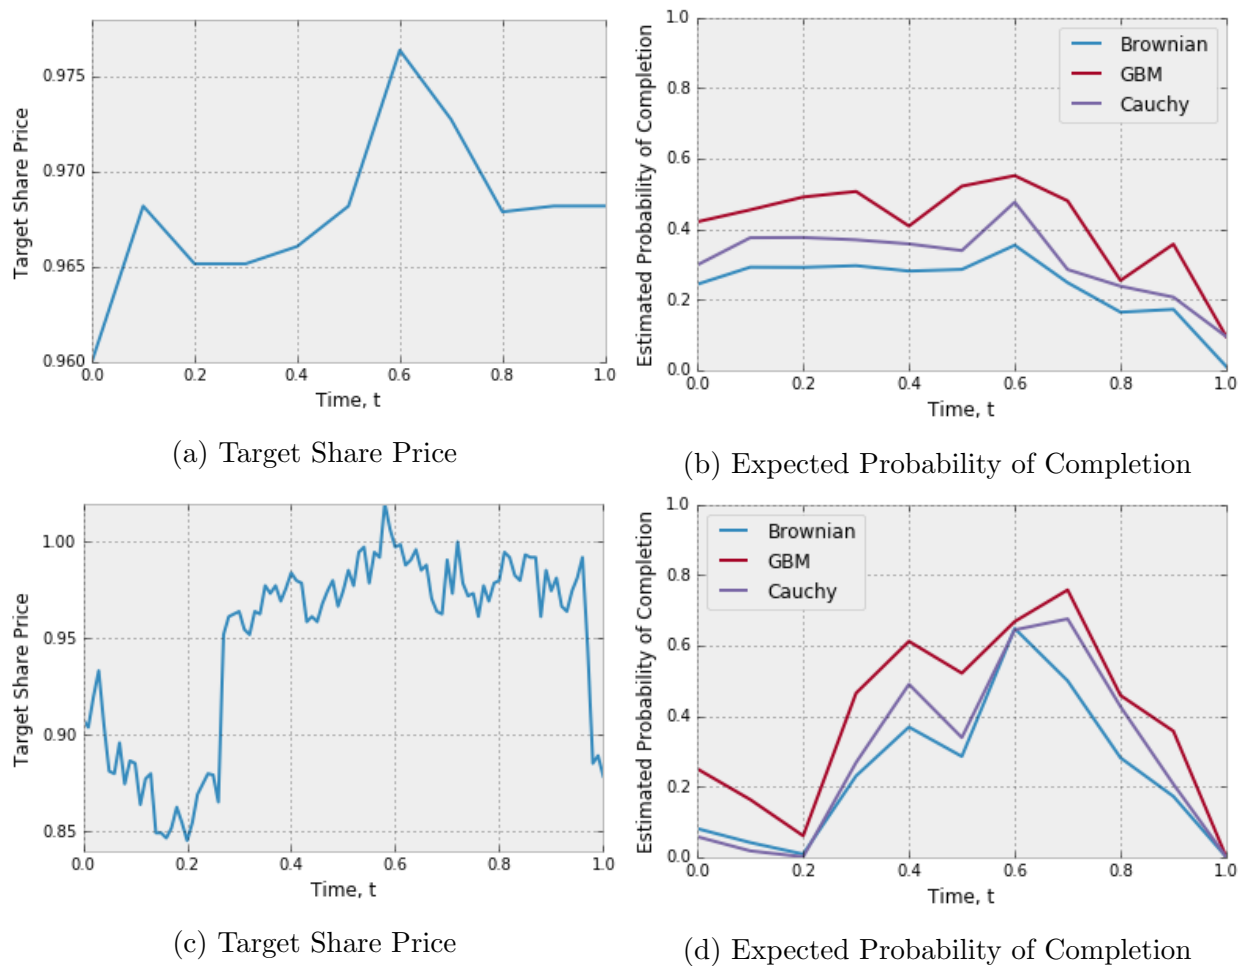 Target Share Price
0.975
0.970
0.965
0.960
0.0 0.2 0.4 0.6 0.8 1.0
Time, t
(a) Target Share Price
Estimated Probability of Completion
1.0
0.8
0.6
0.4
0.2
0.0
Brownian
GBM
Cauchy
0.0 0.2 0.4 0.6 0.8 1.0
Time, t
(b) Expected Probability of Completion
Target Share Price
1.00
0.95
0.90
0.85
0.0 0.2 0.4 0.6 0.8 1.0
Time, t
(c) Target Share Price
Estimated Probability of Completion
1.0
0.8
0.6
0.4
0.2
0.0
Brownian
GBM
Cauchy
0.0 0.2 0.4 0.6 0.8 1.0
Time, t
(d) Expected Probability of Completion